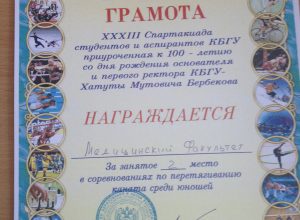 ГРАМОТА
XXXIII Спартакиада
студентов и аспирантов КБГУ
приуроченная к 100 - летию
со дня рождения основателя
и первого ректора КБГУ-
Хатуты Мутовича Бербекова
НАГРАЖДАЕТСЯ
Медицинский факультет
За занятое 2 место
в соревнованиях по перетягиванию
каната среди юношей